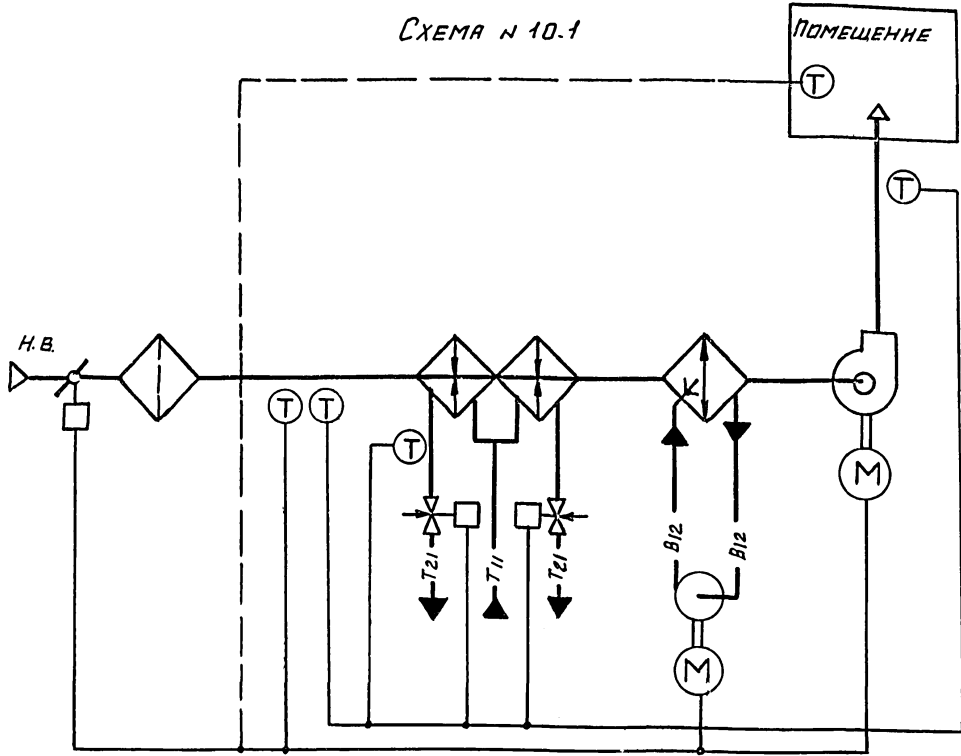 Схема N 10.1
Помещение
Т
Т
Н.В.
Т
Т
Т
М
В12
В12
Т21
Т11
Т21
М